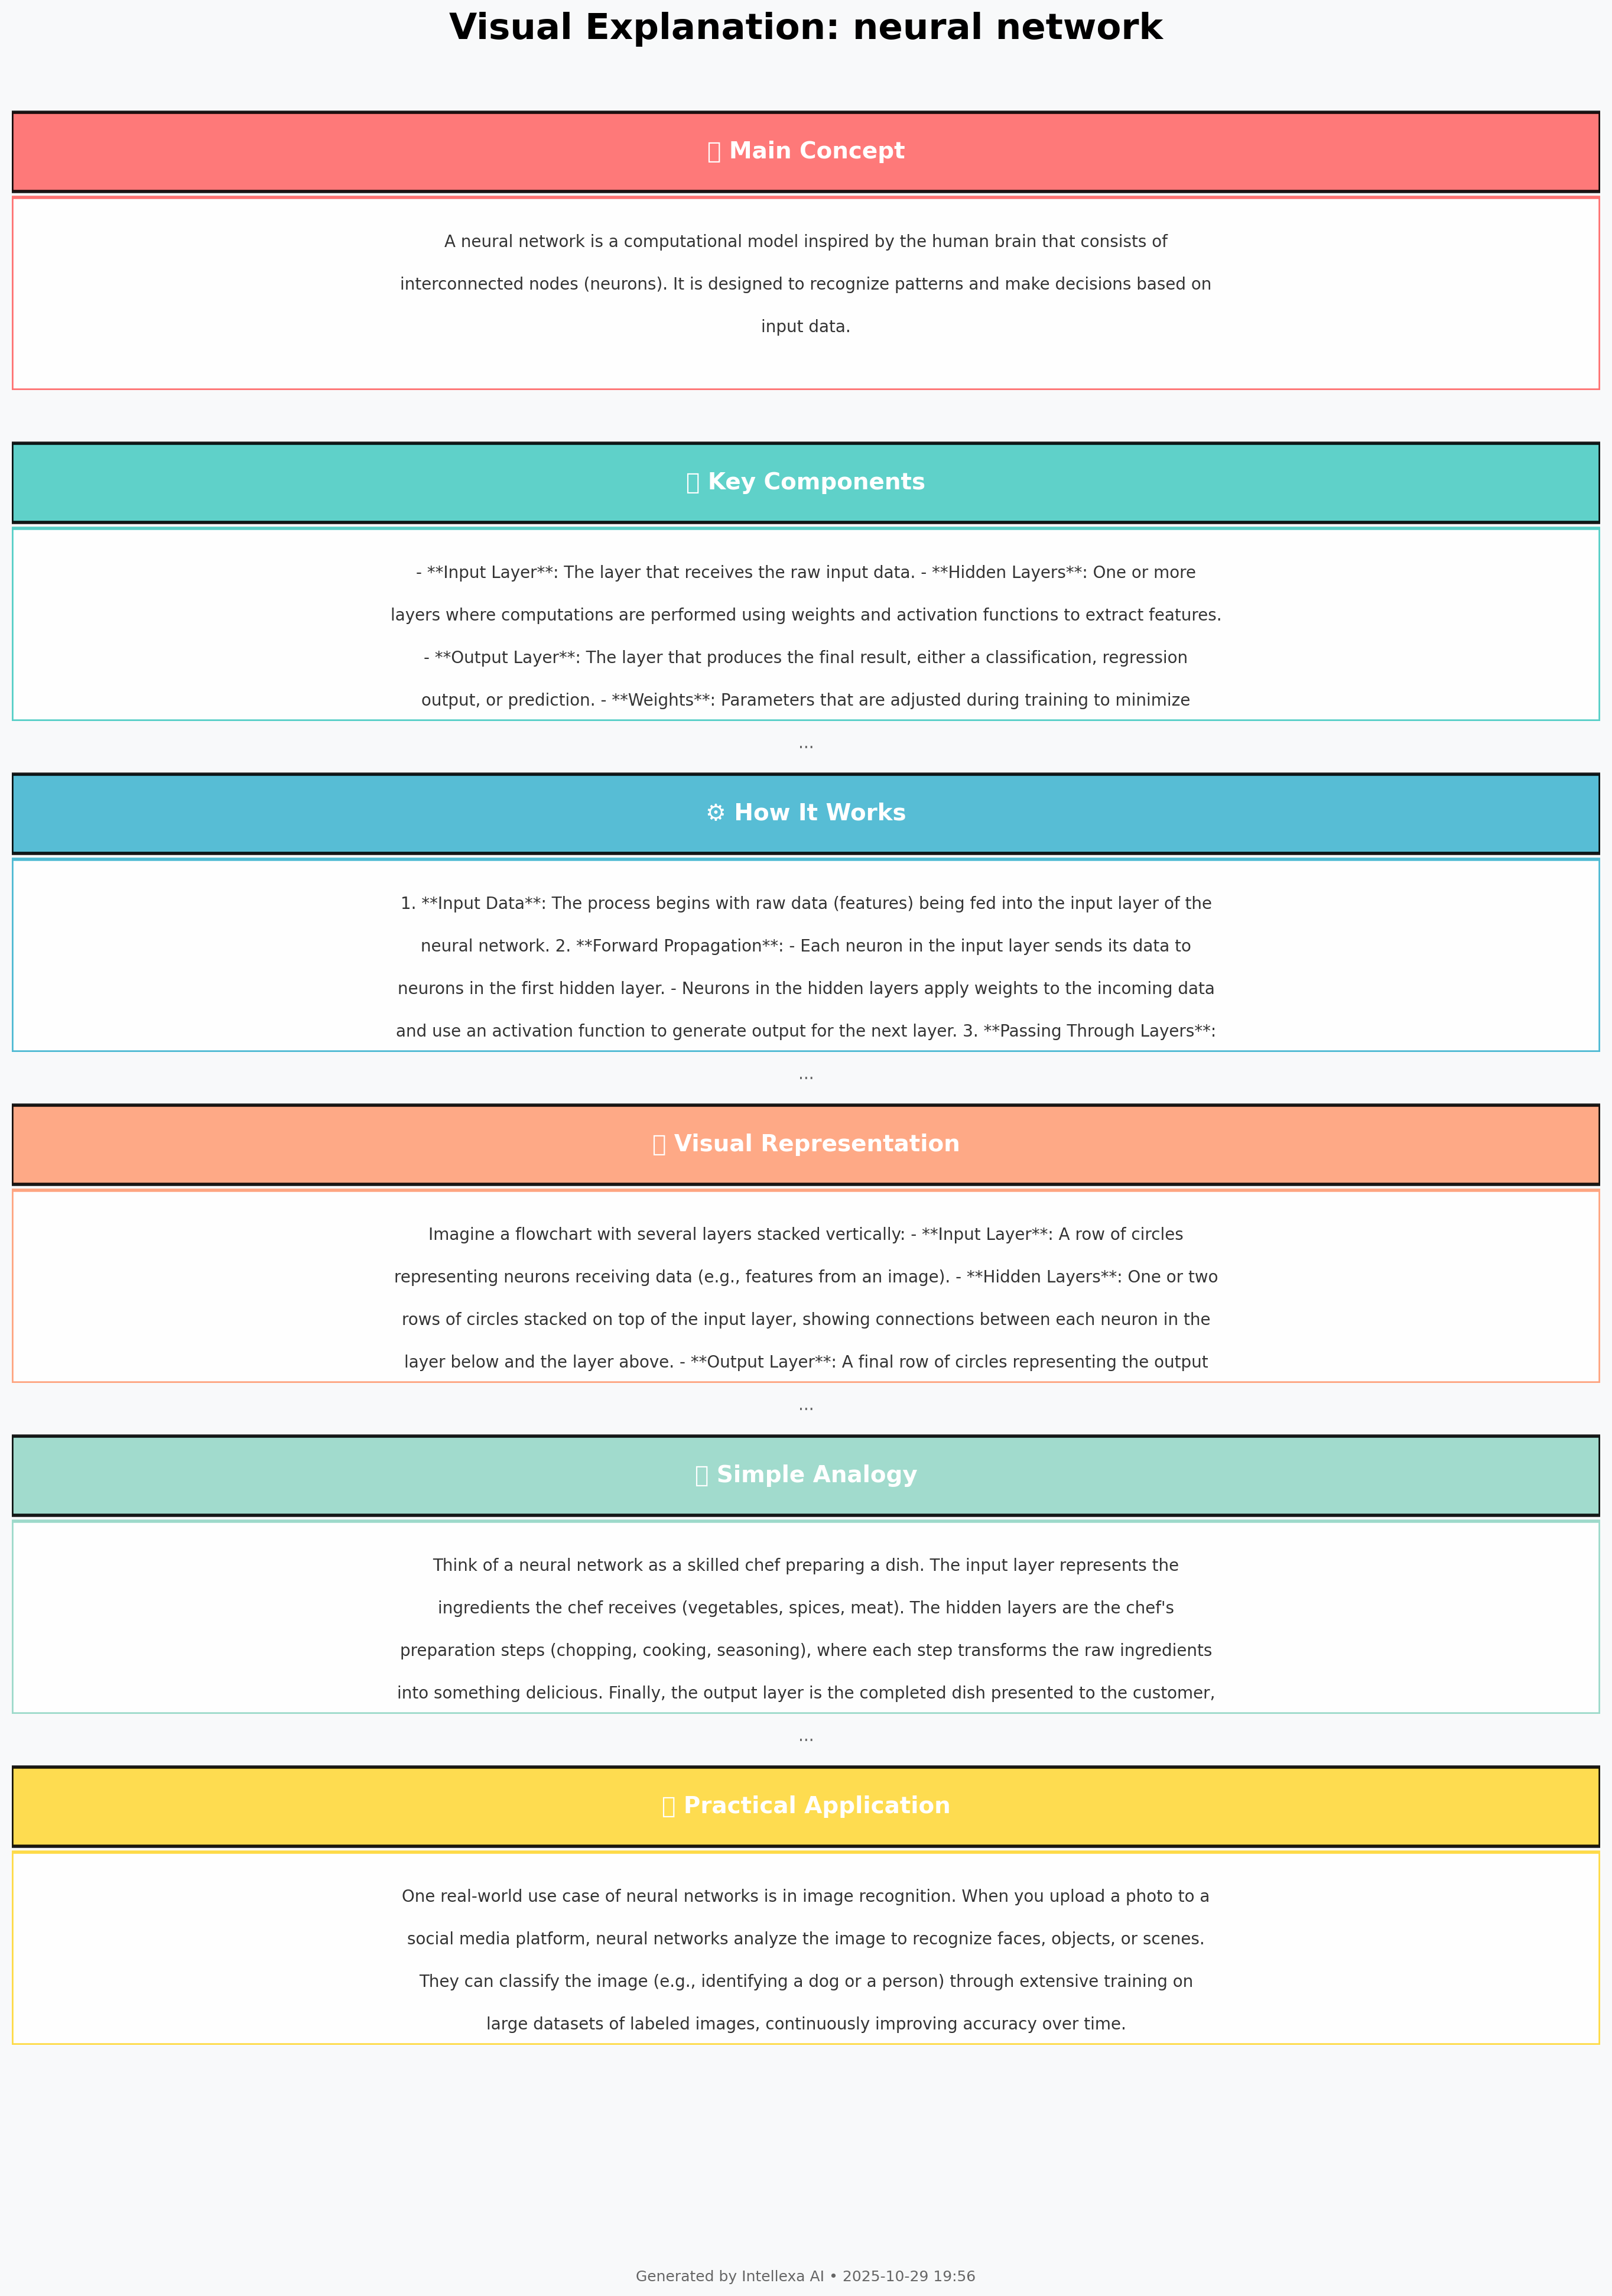 Visual Explanation: neural network
Main Concept
A neural network is a computational model inspired by the human brain that consists of
interconnected nodes (neurons). It is designed to recognize patterns and make decisions based on
input data.
Key Components
- **Input Layer**: The layer that receives the raw input data. - **Hidden Layers**: One or more
layers where computations are performed using weights and activation functions to extract features.
- **Output Layer**: The layer that produces the final result, either a classification, regression
output, or prediction. - **Weights**: Parameters that are adjusted during training to minimize
...
⚙ How It Works
1. **Input Data**: The process begins with raw data (features) being fed into the input layer of the
neural network. 2. **Forward Propagation**: - Each neuron in the input layer sends its data to
neurons in the first hidden layer. - Neurons in the hidden layers apply weights to the incoming data
and use an activation function to generate output for the next layer. 3. **Passing Through Layers**:
...
Visual Representation
Imagine a flowchart with several layers stacked vertically: - **Input Layer**: A row of circles
representing neurons receiving data (e.g., features from an image). - **Hidden Layers**: One or two
rows of circles stacked on top of the input layer, showing connections between each neuron in the
layer below and the layer above. - **Output Layer**: A final row of circles representing the output
...
Simple Analogy
Think of a neural network as a skilled chef preparing a dish. The input layer represents the
ingredients the chef receives (vegetables, spices, meat). The hidden layers are the chef's
preparation steps (chopping, cooking, seasoning), where each step transforms the raw ingredients
into something delicious. Finally, the output layer is the completed dish presented to the customer,
...
Practical Application
One real-world use case of neural networks is in image recognition. When you upload a photo to a
social media platform, neural networks analyze the image to recognize faces, objects, or scenes.
They can classify the image (e.g., identifying a dog or a person) through extensive training on
large datasets of labeled images, continuously improving accuracy over time.
Generated by Intellexa AI • 2025-10-29 19:56